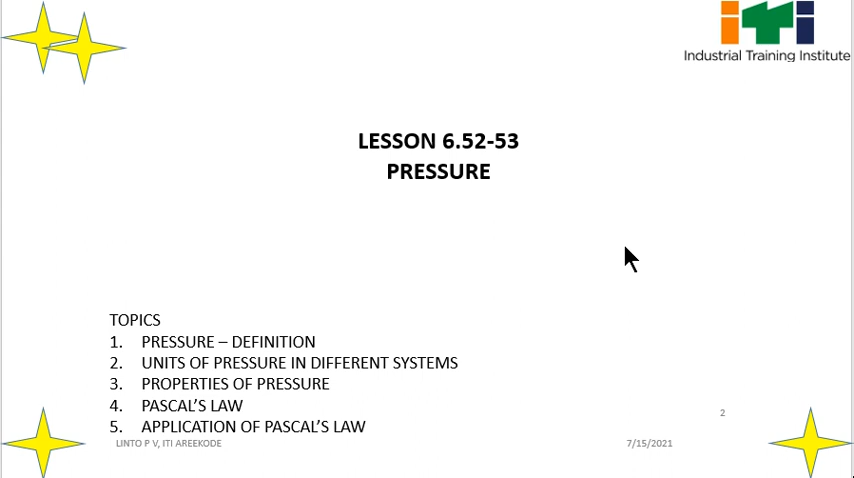 Industrial Training Institute
LESSON 6.52-53
PRESSURE
TOPICS
1. PRESSURE – DEFINITION
2. UNITS OF PRESSURE IN DIFFERENT SYSTEMS
3. PROPERTIES OF PRESSURE
4. PASCAL’S LAW
5. APPLICATION OF PASCAL’S LAW
2
LINTO P V, ITI AREEKODE 7/15/2021